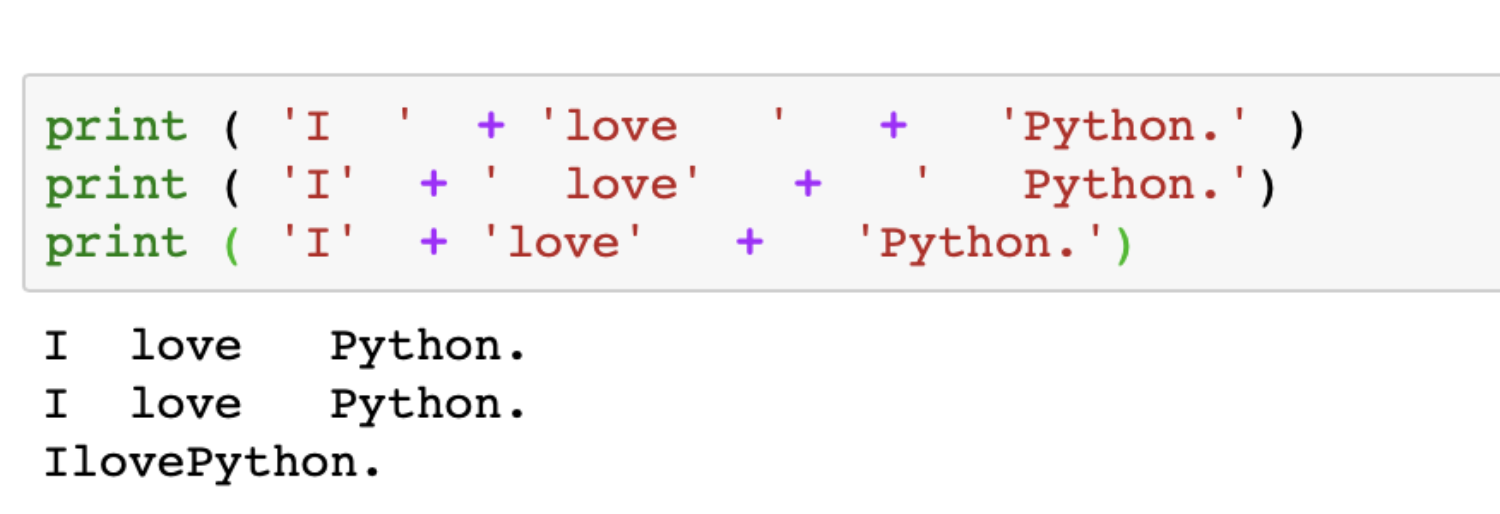 print ( 'I  '  + 'love   '   +   'Python.' )
print ( 'I'  + '  love'   +   '   Python.')
print ( 'I'  + 'love'   +   'Python.')
I  love   Python.
I  love   Python.
IlovePython.